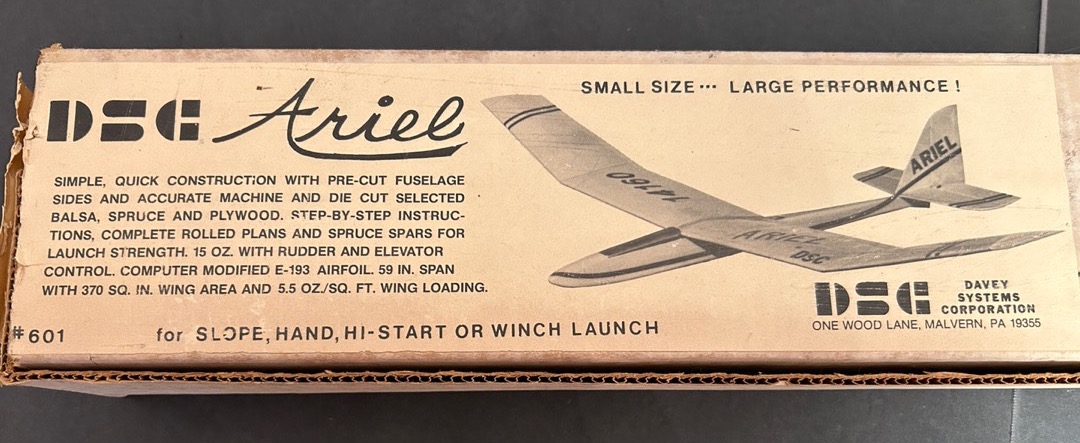 DSC Ariel
SMALL SIZE ··· LARGE PERFORMANCE !
SIMPLE, QUICK CONSTRUCTION WITH PRE-CUT FUSELAGE
SIDES AND ACCURATE MACHINE AND DIE CUT SELECTED
BALSA, SPRUCE AND PLYWOOD. STEP-BY-STEP INSTRUC-
TIONS, COMPLETE ROLLED PLANS AND SPRUCE SPARS FOR
LAUNCH STRENGTH. 15 OZ. WITH RUDDER AND ELEVATOR
CONTROL. COMPUTER MODIFIED E-193 AIRFOIL. 59 IN. SPAN
WITH 370 SQ. IN. WING AREA AND 5.5 OZ./SQ. FT. WING LOADING.
ARIEL
14760
ARIEL
DSC
DSC
DAVEY
SYSTEMS
CORPORATION
ONE WOOD LANE, MALVERN, PA 19355
#601
for SLOPE, HAND, HI-START OR WINCH LAUNCH